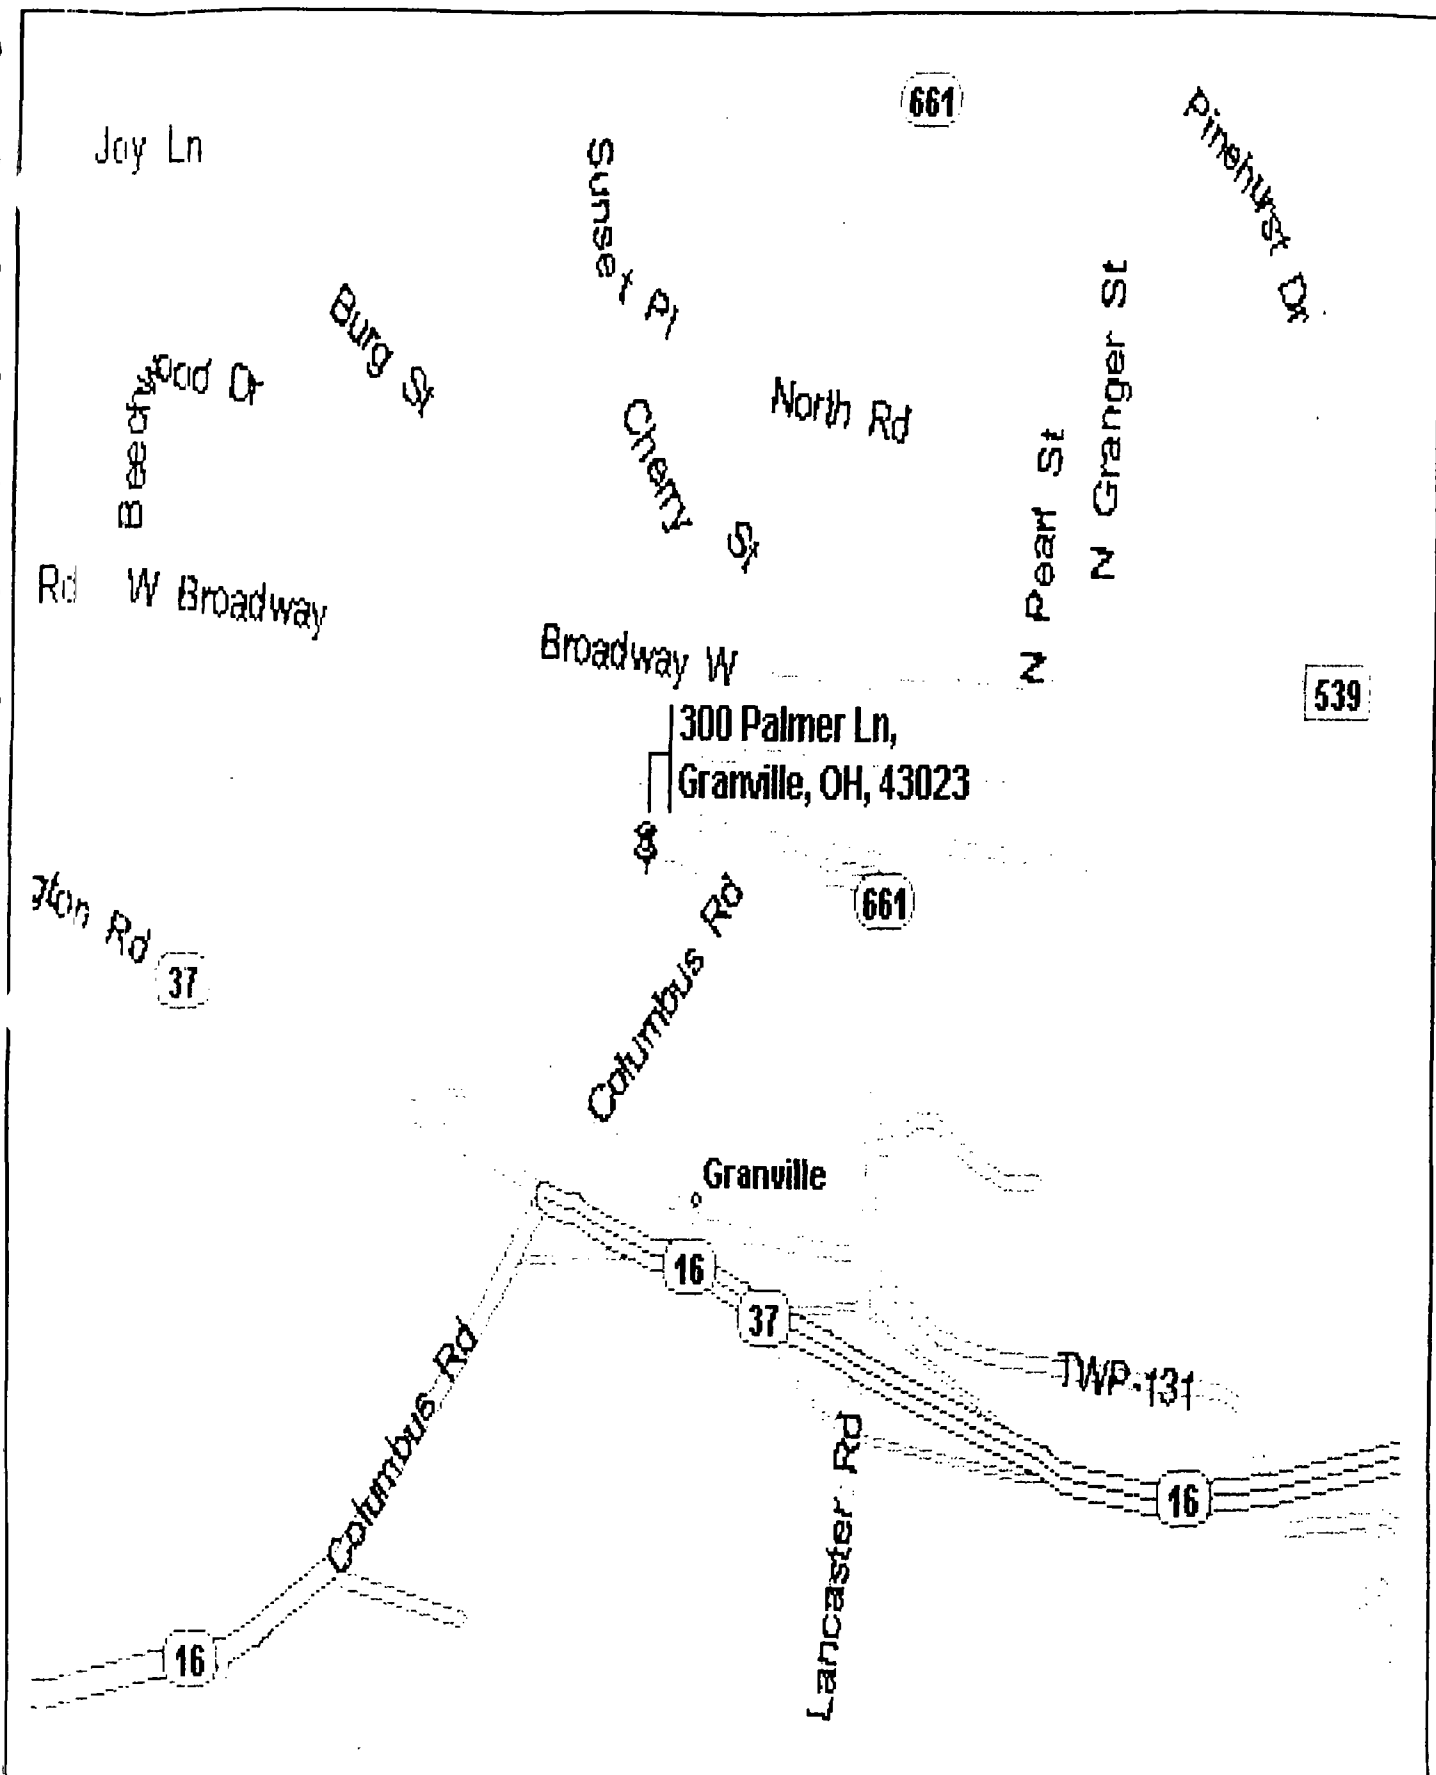 661
Joy Ln
Pinehurst Dr
Sunset Pl
N Granger St
Burg St
Beechwood Dr
North Rd
Cherry St
N Pearl St
Rd
W Broadway
Broadway W
539
300 Palmer Ln,
Granville, OH, 43023
661
gton Rd
37
Columbus Rd
Granville
16
37
Columbus Rd
TWP-131
Lancaster Rd
16
16